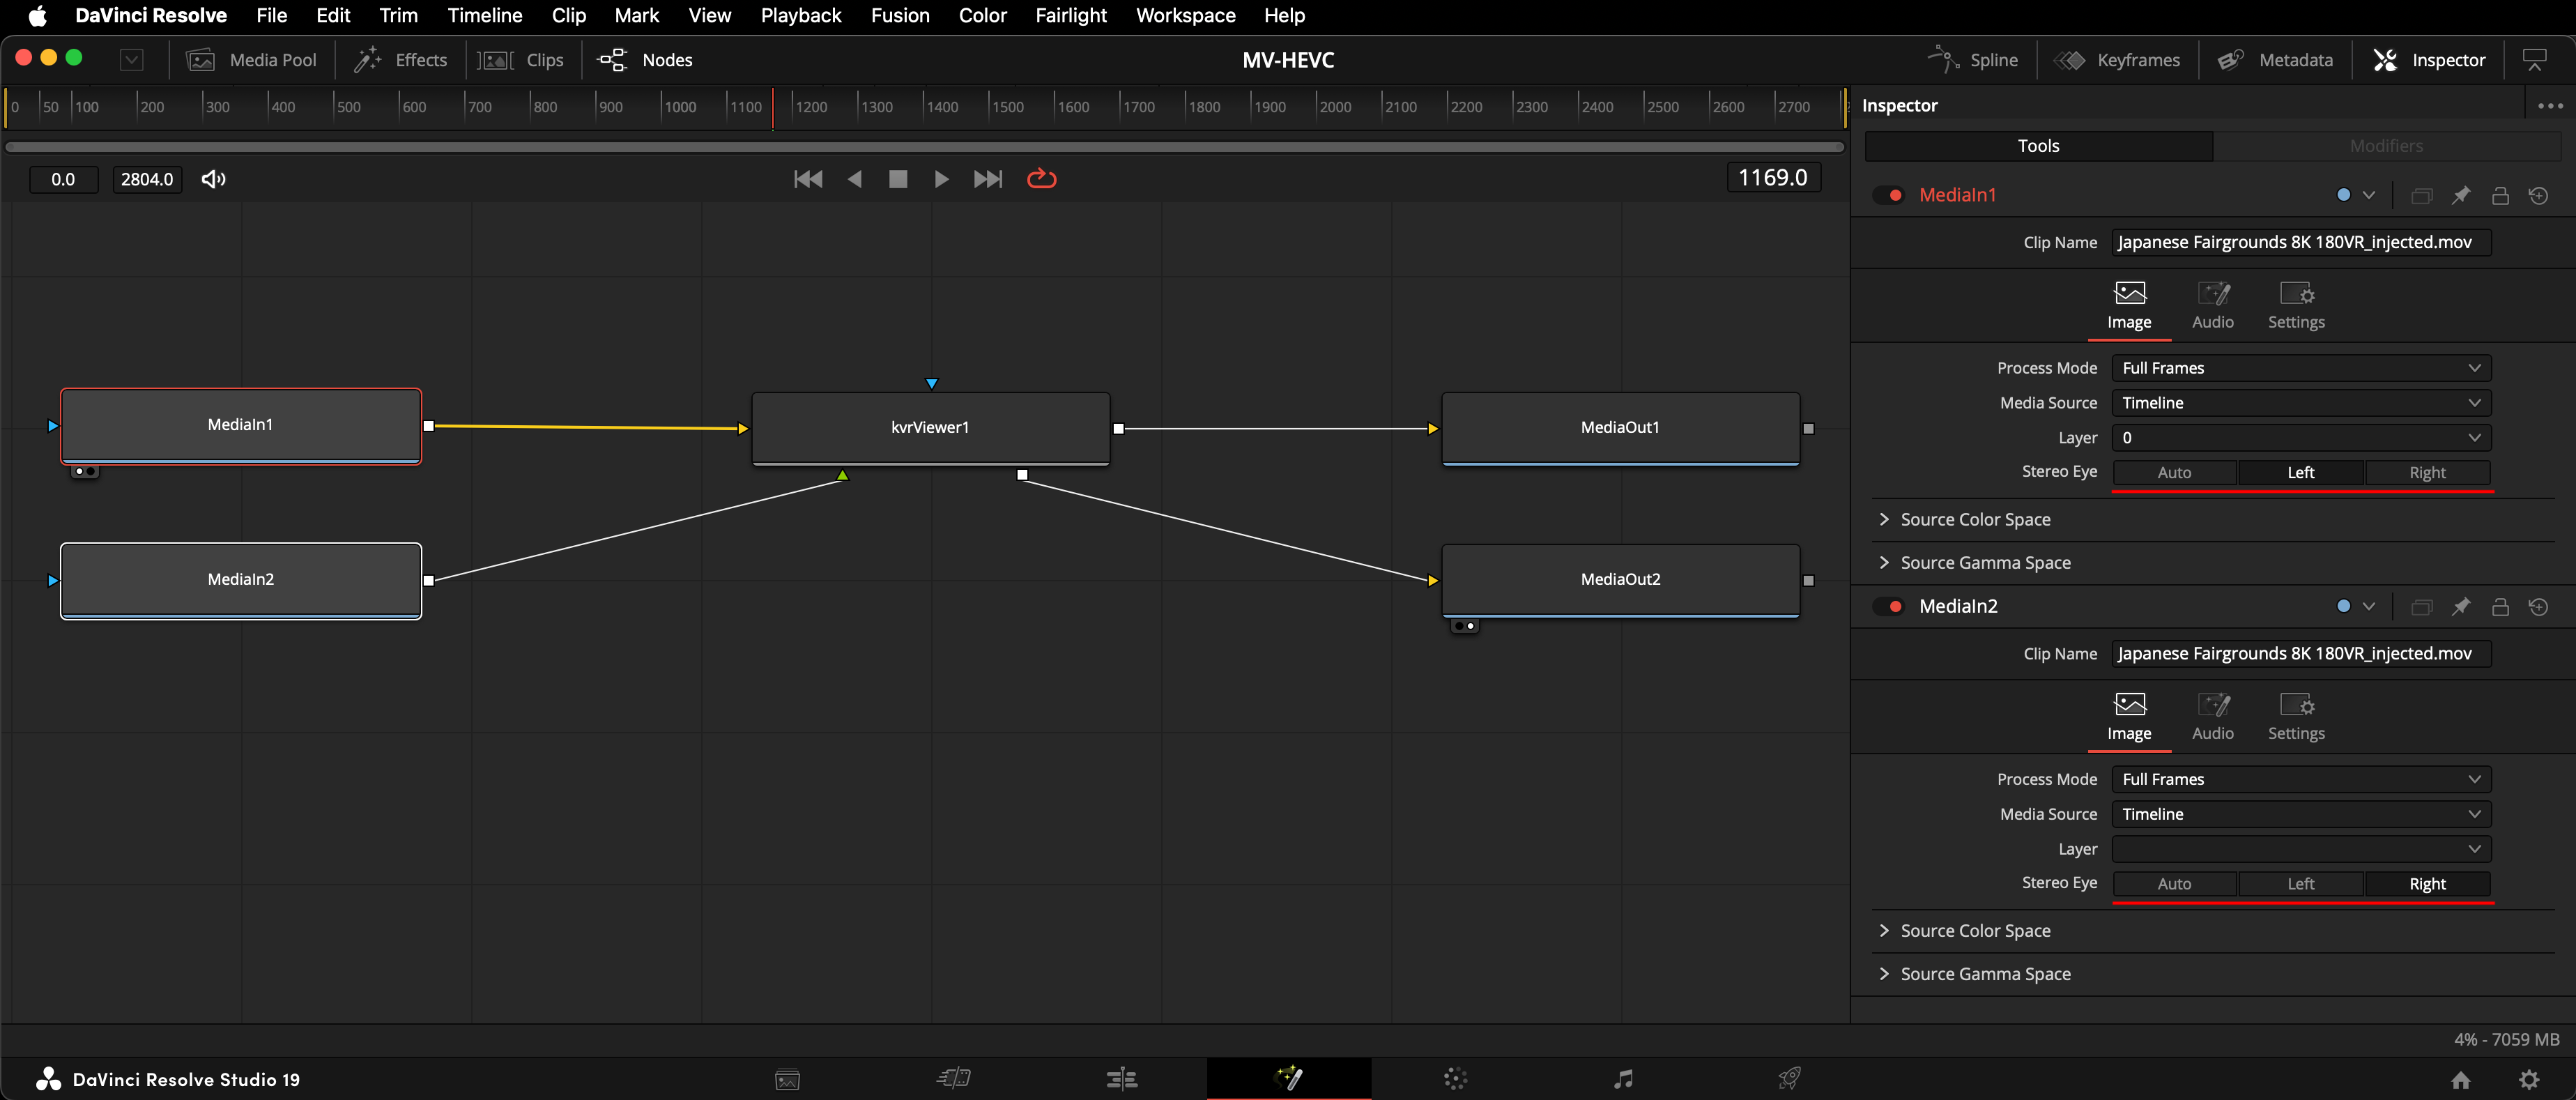 DaVinci Resolve File Edit Trim Timeline Clip Mark View Playback Fusion Color Fairlight Workspace Help
Media Pool Effects Clips Nodes MV-HEVC Spline Keyframes Metadata Inspector
0 50 100 200 300 400 500 600 700 800 900 1000 1100 1200 1300 1400 1500 1600 1700 1800 1900 2000 2100 2200 2300 2400 2500 2600 2700
0.0 2804.0 1169.0
MediaIn1
kvrViewer1
MediaOut1
MediaIn2
MediaOut2
Inspector
Tools Modifiers
MediaIn1
Clip Name Japanese Fairgrounds 8K 180VR_injected.mov
Image Audio Settings
Process Mode Full Frames
Media Source Timeline
Layer 0
Stereo Eye Auto Left Right
Source Color Space
Source Gamma Space
MediaIn2
Clip Name Japanese Fairgrounds 8K 180VR_injected.mov
Image Audio Settings
Process Mode Full Frames
Media Source Timeline
Layer
Stereo Eye Auto Left Right
Source Color Space
Source Gamma Space
4% - 7059 MB
DaVinci Resolve Studio 19